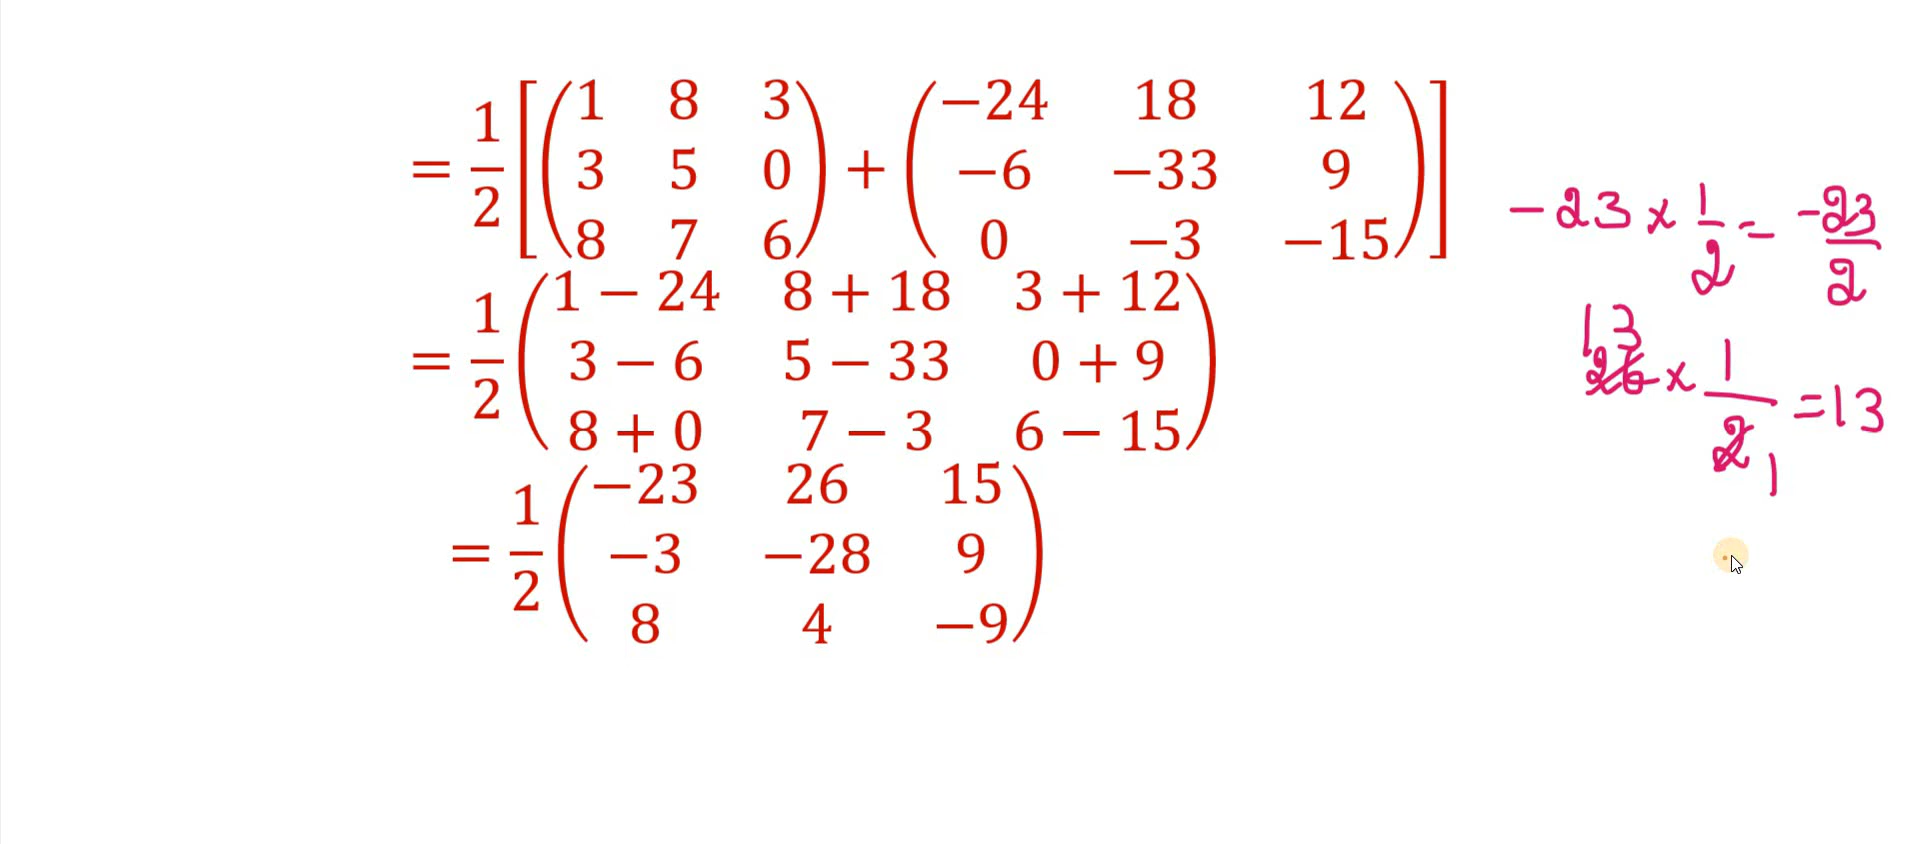 = 1/2 [(1 8 3
3 5 0
8 7 6) + (−24 18 12
−6 −33 9
0 −3 −15)]
= 1/2 (1 − 24 8 + 18 3 + 12
3 − 6 5 − 33 0 + 9
8 + 0 7 − 3 6 − 15)
= 1/2 (−23 26 15
−3 −28 9
8 4 −9)
−23 × 1/2 = −23/2
13
26 × 1/2 = 13
1